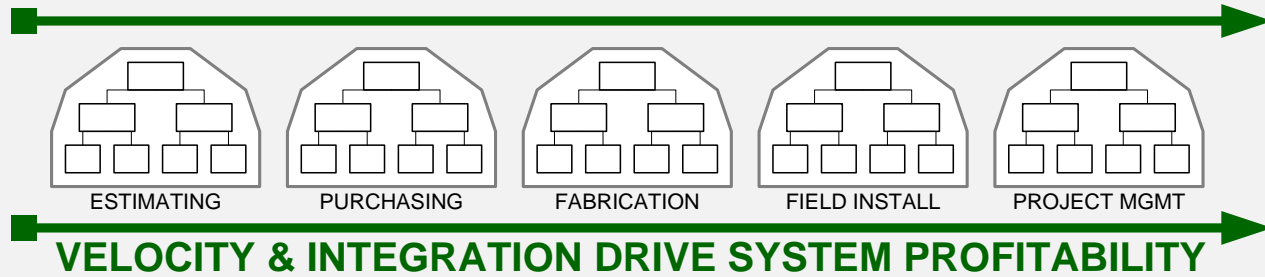 ESTIMATING PURCHASING FABRICATION FIELD INSTALL PROJECT MGMT
VELOCITY & INTEGRATION DRIVE SYSTEM PROFITABILITY